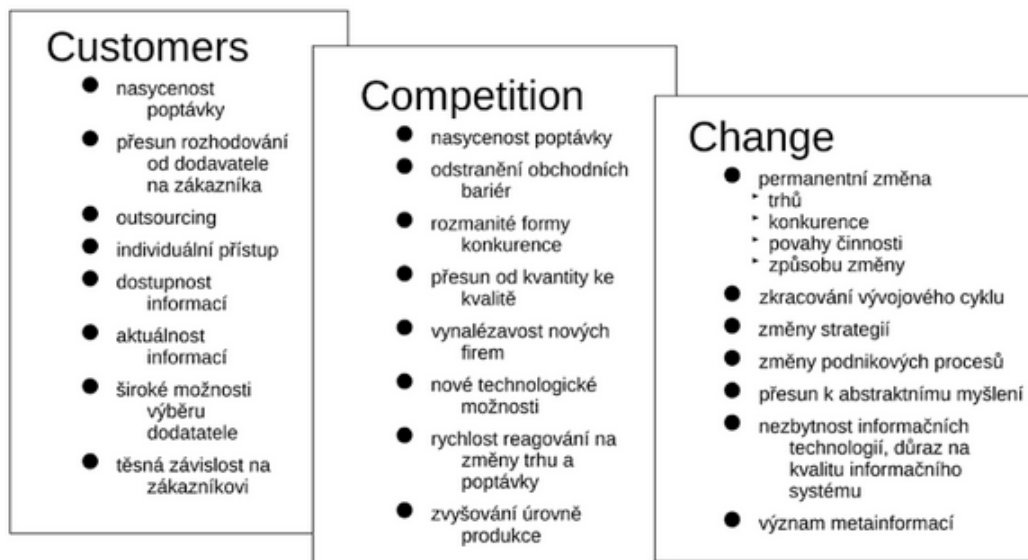 Customers
nasycenost
poptávky
přesun rozhodování
od dodavatele
na zákazníka
outsourcing
individuální přístup
dostupnost
informací
aktuálnost
informací
široké možnosti
výběru
dodatatele
těsná závislost na
zákazníkovi
Competition
nasycenost poptávky
odstranění obchodních
bariér
rozmanité formy
konkurence
přesun od kvantity ke
kvalitě
vynalézavost nových
firem
nové technologické
možnosti
rychlost reagování na
změny trhu a
poptávky
zvyšování úrovně
produkce
Change
permanentní změna
trhů
konkurence
povahy činnosti
způsobu změny
zkracování vývojového cyklu
změny strategií
změny podnikových procesů
přesun k abstraktnímu myšlení
nezbytnost informačních
technologií, důraz na
kvalitu informačního
systému
význam metainformací